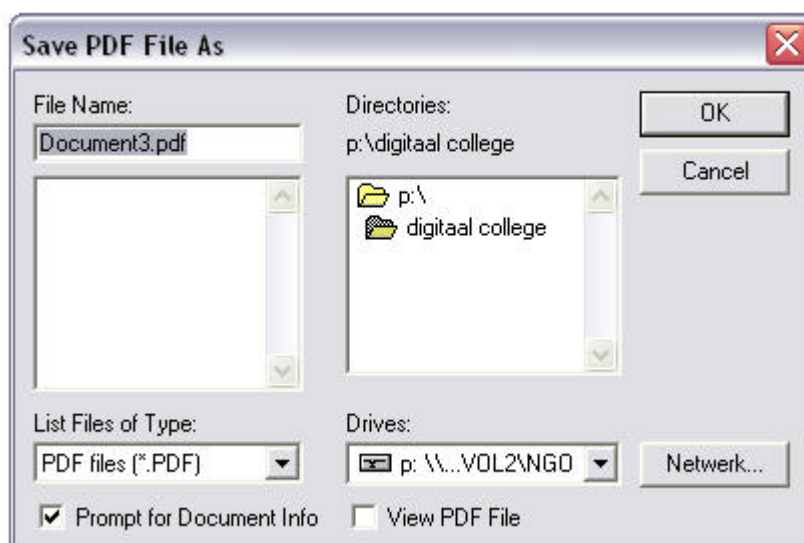 Save PDF File As
File Name:
Document3.pdf
Directories:
p:\digitaal college
p:\
digitaal college
OK
Cancel
List Files of Type:
PDF files (*.PDF)
Drives:
p: \\...VOL2\NGO
Netwerk...
Prompt for Document Info
View PDF File